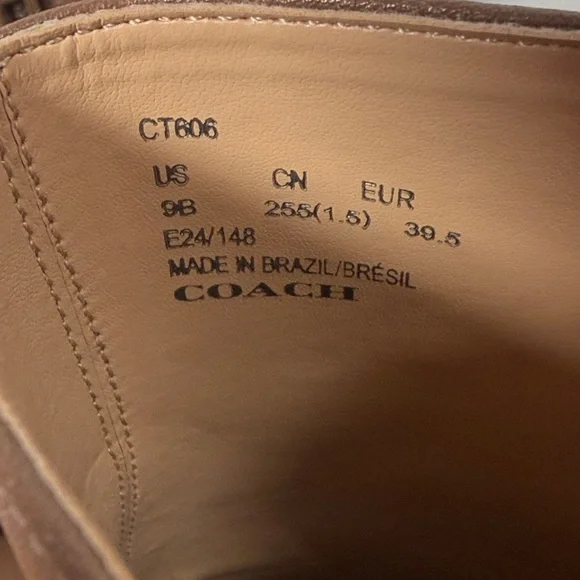 CT606
US CN EUR
9B 255(1.5) 39.5
E24/148
MADE IN BRAZIL/BRÉSIL
COACH